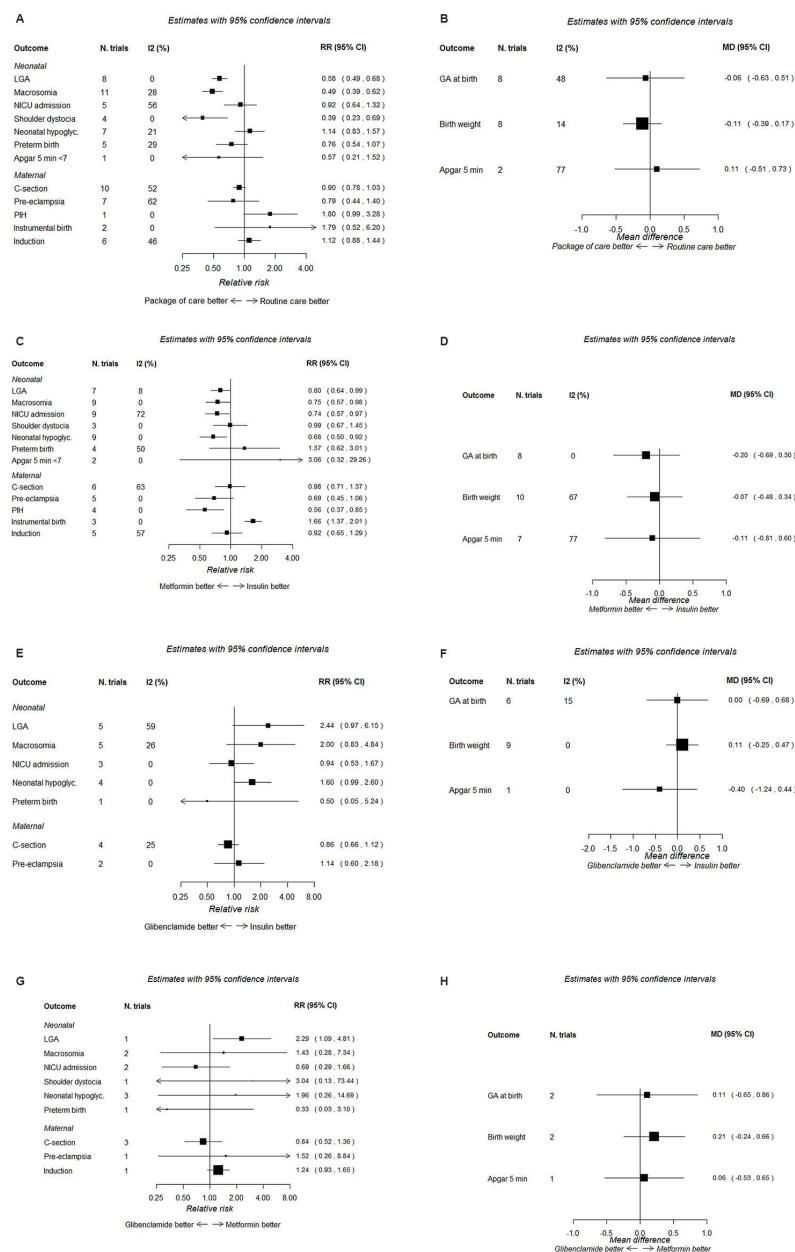 A
Estimates with 95% confidence intervals
Outcome N. trials I2 (%) RR (95% CI)
Neonatal
LGA 8 0 0.58 (0.49 , 0.68)
Macrosomia 11 28 0.49 (0.39 , 0.62)
NICU admission 5 56 0.92 (0.64 , 1.32)
Shoulder dystocia 4 0 0.39 (0.23 , 0.69)
Neonatal hypoglyc. 7 21 1.14 (0.83 , 1.57)
Preterm birth 5 29 0.76 (0.54 , 1.07)
Apgar 5 min <7 1 0 0.57 (0.21 , 1.52)
Maternal
C-section 10 52 0.90 (0.78 , 1.03)
Pre-eclampsia 7 62 0.79 (0.44 , 1.40)
PIH 1 0 1.80 (0.99 , 3.28)
Instrumental birth 2 0 1.79 (0.52 , 6.20)
Induction 6 46 1.12 (0.88 , 1.44)
0.25 0.50 1.00 2.00 4.00
Relative risk
Package of care better ← → Routine care better
B
Estimates with 95% confidence intervals
Outcome N. trials I2 (%) MD (95% CI)
GA at birth 8 48 -0.06 (-0.63 , 0.51)
Birth weight 8 14 -0.11 (-0.39 , 0.17)
Apgar 5 min 2 77 0.11 (-0.51 , 0.73)
-1.0 -0.5 0.0 0.5 1.0
Mean difference
Package of care better ← → Routine care better
C
Estimates with 95% confidence intervals
Outcome N. trials I2 (%) RR (95% CI)
Neonatal
LGA 7 8 0.80 (0.64 , 0.99)
Macrosomia 9 0 0.75 (0.57 , 0.98)
NICU admission 9 72 0.74 (0.57 , 0.97)
Shoulder dystocia 3 0 0.99 (0.67 , 1.45)
Neonatal hypoglyc. 9 0 0.68 (0.50 , 0.92)
Preterm birth 4 50 1.37 (0.62 , 3.01)
Apgar 5 min <7 2 0 3.06 (0.32 , 29.26)
Maternal
C-section 6 63 0.98 (0.71 , 1.37)
Pre-eclampsia 5 0 0.69 (0.45 , 1.06)
PIH 4 0 0.56 (0.37 , 0.85)
Instrumental birth 3 0 1.66 (1.37 , 2.01)
Induction 5 57 0.92 (0.65 , 1.29)
0.25 0.50 1.00 2.00 4.00
Relative risk
Metformin better ← → Insulin better
D
Estimates with 95% confidence intervals
Outcome N. trials I2 (%) MD (95% CI)
GA at birth 8 0 -0.20 (-0.69 , 0.30)
Birth weight 10 67 -0.07 (-0.48 , 0.34)
Apgar 5 min 7 77 -0.11 (-0.81 , 0.60)
-1.0 -0.5 0.0 0.5 1.0
Mean difference
Metformin better ← → Insulin better
E
Estimates with 95% confidence intervals
Outcome N. trials I2 (%) RR (95% CI)
Neonatal
LGA 5 59 2.44 (0.97 , 6.15)
Macrosomia 5 26 2.00 (0.83 , 4.84)
NICU admission 3 0 0.94 (0.53 , 1.67)
Neonatal hypoglyc. 4 0 1.60 (0.99 , 2.60)
Preterm birth 1 0 0.50 (0.05 , 5.24)
Maternal
C-section 4 25 0.86 (0.66 , 1.12)
Pre-eclampsia 2 0 1.14 (0.60 , 2.18)
0.25 0.50 1.00 2.00 4.00 8.00
Relative risk
Glibenclamide better ← → Insulin better
F
Estimates with 95% confidence intervals
Outcome N. trials I2 (%) MD (95% CI)
GA at birth 6 15 0.00 (-0.69 , 0.68)
Birth weight 9 0 0.11 (-0.25 , 0.47)
Apgar 5 min 1 0 -0.40 (-1.24 , 0.44)
-2.0 -1.5 -1.0 -0.5 0.0 0.5 1.0
Mean difference
Glibenclamide better ← → Insulin better
G
Estimates with 95% confidence intervals
Outcome N. trials RR (95% CI)
Neonatal
LGA 1 2.29 (1.09 , 4.81)
Macrosomia 2 1.43 (0.28 , 7.34)
NICU admission 2 0.69 (0.29 , 1.66)
Shoulder dystocia 1 3.04 (0.13 , 73.44)
Neonatal hypoglyc. 3 1.96 (0.26 , 14.69)
Preterm birth 1 0.33 (0.03 , 3.10)
Maternal
C-section 3 0.84 (0.52 , 1.36)
Pre-eclampsia 1 1.52 (0.26 , 8.84)
Induction 1 1.24 (0.93 , 1.65)
0.25 0.50 1.00 2.00 4.00 8.00
Relative risk
Glibenclamide better ← → Metformin better
H
Estimates with 95% confidence intervals
Outcome N. trials MD (95% CI)
GA at birth 2 0.11 (-0.65 , 0.86)
Birth weight 2 0.21 (-0.24 , 0.66)
Apgar 5 min 1 0.06 (-0.53 , 0.65)
-1.0 -0.5 0.0 0.5 1.0
Mean difference
Glibenclamide better ← → Metformin better